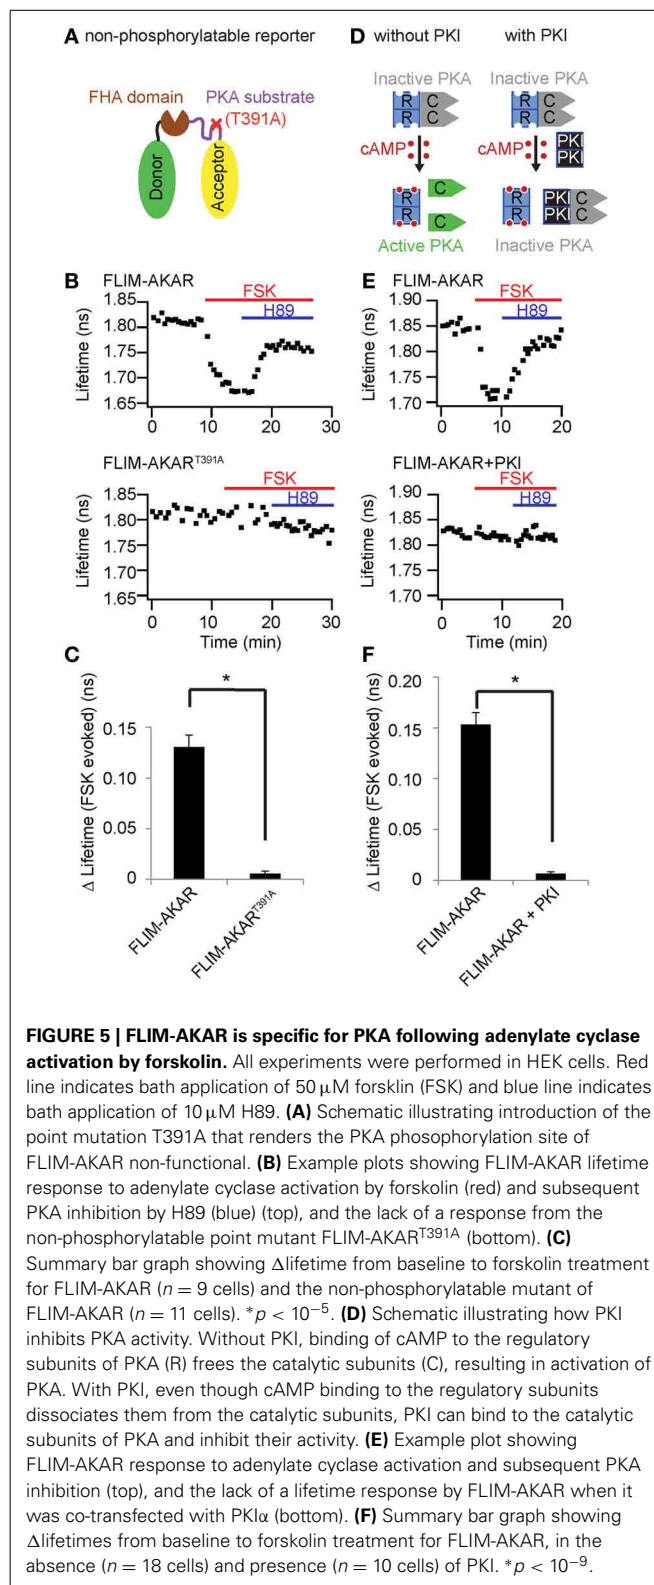 A non-phosphorylatable reporter
FHA domain
PKA substrate
(T391A)
Donor
Acceptor
D without PKI with PKI
Inactive PKA Inactive PKA
R C R C
R C R C
cAMP cAMP PKI
PKI
R C R PKI C
R C R PKI C
Active PKA Inactive PKA
B FLIM-AKAR
FSK
H89
Lifetime (ns)
1.85
1.80
1.75
1.70
1.65
0 10 20 30
FLIM-AKART391A
FSK
H89
Lifetime (ns)
1.85
1.80
1.75
1.70
1.65
0 10 20 30
Time (min)
E FLIM-AKAR
FSK
H89
Lifetime (ns)
1.90
1.85
1.80
1.75
1.70
0 10 20
FLIM-AKAR+PKI
FSK
H89
Lifetime (ns)
1.90
1.80
1.70
0 10 20
Time (min)
C
*
Δ Lifetime (FSK evoked) (ns)
0.15
0.10
0.05
0
FLIM-AKAR
FLIM-AKART391A
F
*
Δ Lifetime (FSK evoked) (ns)
0.20
0.15
0.10
0.05
0
FLIM-AKAR
FLIM-AKAR + PKI
FIGURE 5 | FLIM-AKAR is specific for PKA following adenylate cyclase
activation by forskolin. All experiments were performed in HEK cells. Red
line indicates bath application of 50 μM forsklin (FSK) and blue line indicates
bath application of 10 μM H89. (A) Schematic illustrating introduction of the
point mutation T391A that renders the PKA phosophorylation site of
FLIM-AKAR non-functional. (B) Example plots showing FLIM-AKAR lifetime
response to adenylate cyclase activation by forskolin (red) and subsequent
PKA inhibition by H89 (blue) (top), and the lack of a response from the
non-phosphorylatable point mutant FLIM-AKART391A (bottom). (C)
Summary bar graph showing Δlifetime from baseline to forskolin treatment
for FLIM-AKAR (n = 9 cells) and the non-phosphorylatable mutant of
FLIM-AKAR (n = 11 cells). *p < 10−5. (D) Schematic illustrating how PKI
inhibits PKA activity. Without PKI, binding of cAMP to the regulatory
subunits of PKA (R) frees the catalytic subunits (C), resulting in activation of
PKA. With PKI, even though cAMP binding to the regulatory subunits
dissociates them from the catalytic subunits, PKI can bind to the catalytic
subunits of PKA and inhibit their activity. (E) Example plot showing
FLIM-AKAR response to adenylate cyclase activation and subsequent PKA
inhibition (top), and the lack of a lifetime response by FLIM-AKAR when it
was co-transfected with PKIα (bottom). (F) Summary bar graph showing
Δlifetimes from baseline to forskolin treatment for FLIM-AKAR, in the
absence (n = 18 cells) and presence (n = 10 cells) of PKI. *p < 10−9.